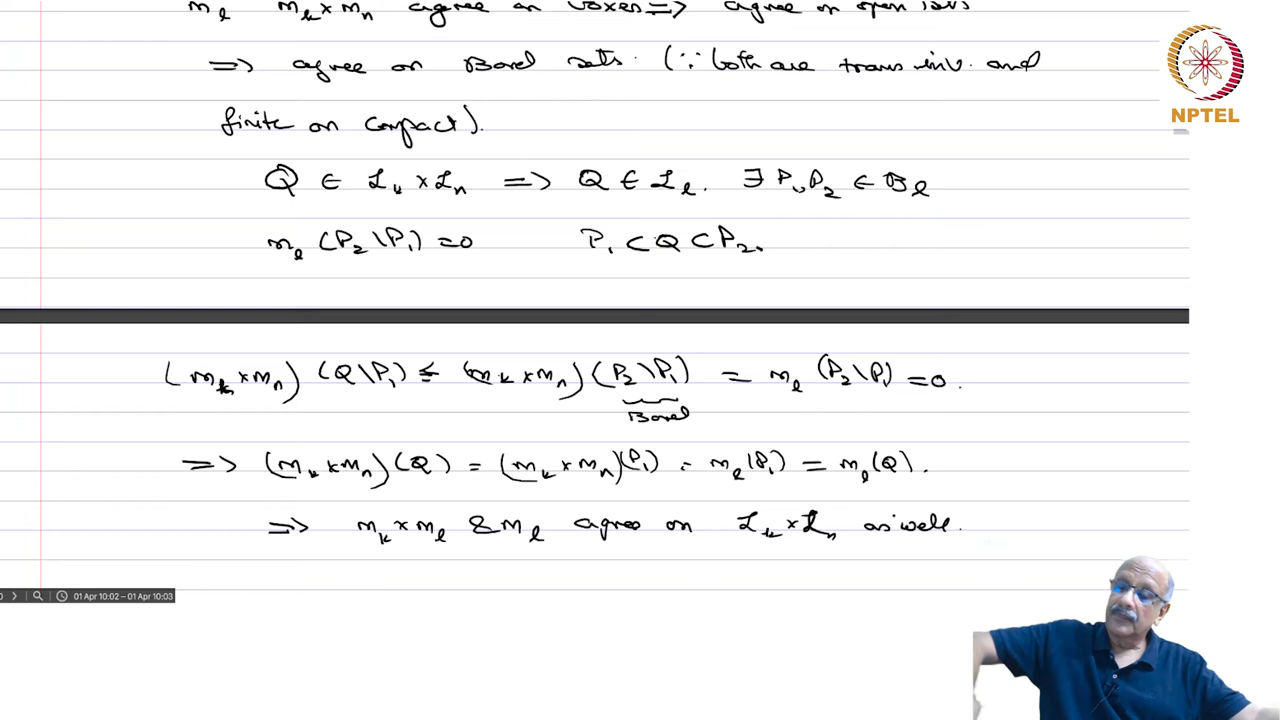 m_l m_k × m_n agree on boxes ⟹ agree on open sets
⟹ agree on Borel sets. (∵ both are trans. inv. and
finite on compact).
Q ∈ ℒ_k × ℒ_n ⟹ Q ∈ ℒ_l. ∃ P_1, P_2 ∈ ℬ_l
m_l (P_2 \ P_1) = 0 P_1 ⊂ Q ⊂ P_2.
(m_k × m_n) (Q \ P_1) ≤ (m_k × m_n) (P_2 \ P_1) = m_l (P_2 \ P_1) = 0.
Borel
⟹ (m_k × m_n)(Q) = (m_k × m_n)(P_1) = m_l (P_1) = m_l (Q).
⟹ m_k × m_l & m_l agree on ℒ_k × ℒ_n as well.
01 Apr 10:02 – 01 Apr 10:03
NPTEL